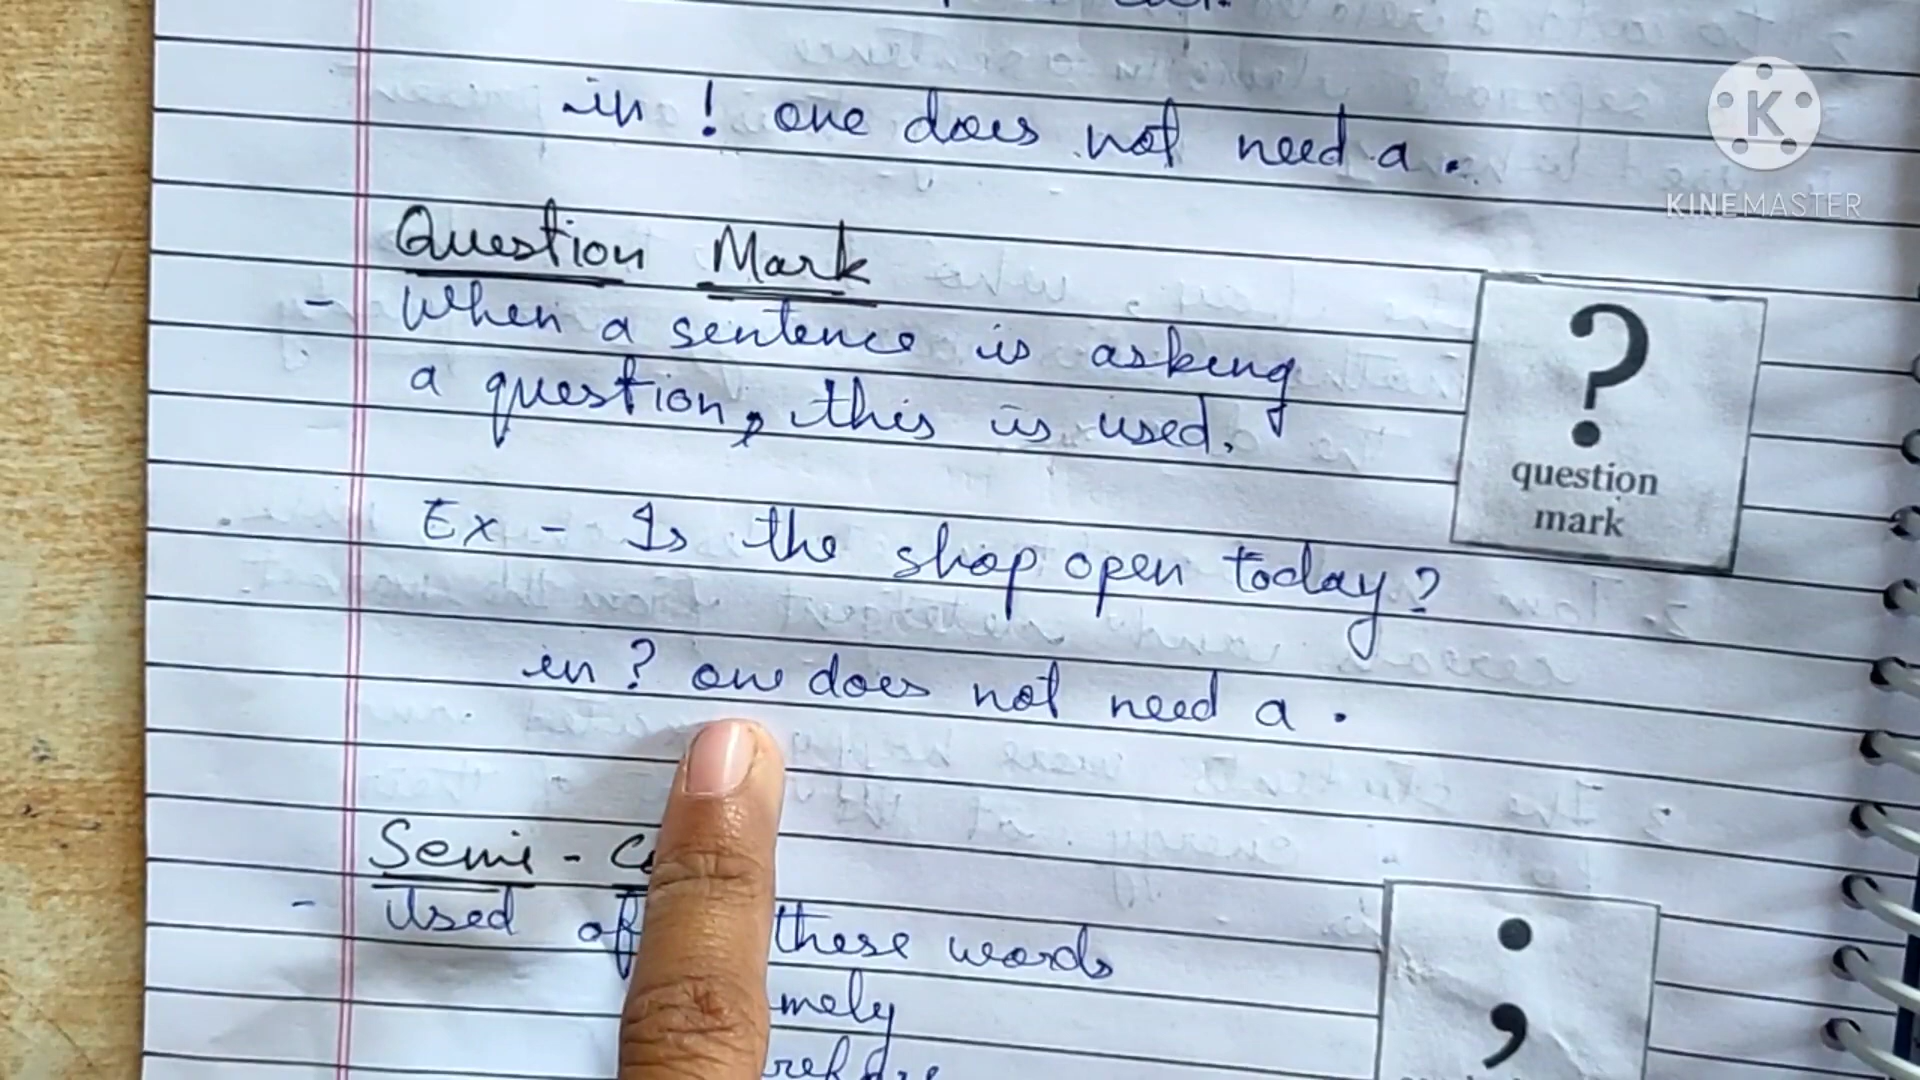 in ! one does not need a .
KINEMASTER
Question Mark
- When a sentence is asking
a question, this is used.
?
question
mark
Ex - Is the shop open today?
in ? one does not need a .
Semi -
- Used these words
;